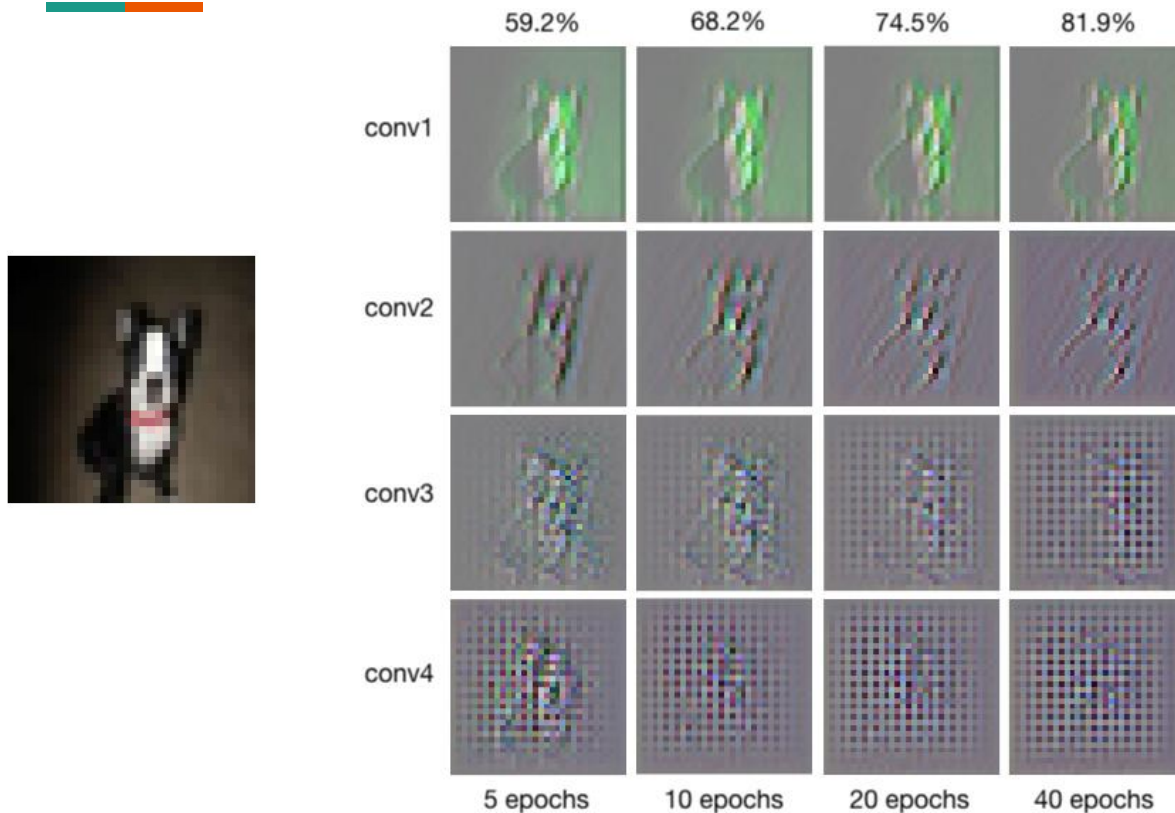 59.2% 68.2% 74.5% 81.9%
conv1
conv2
conv3
conv4
5 epochs 10 epochs 20 epochs 40 epochs